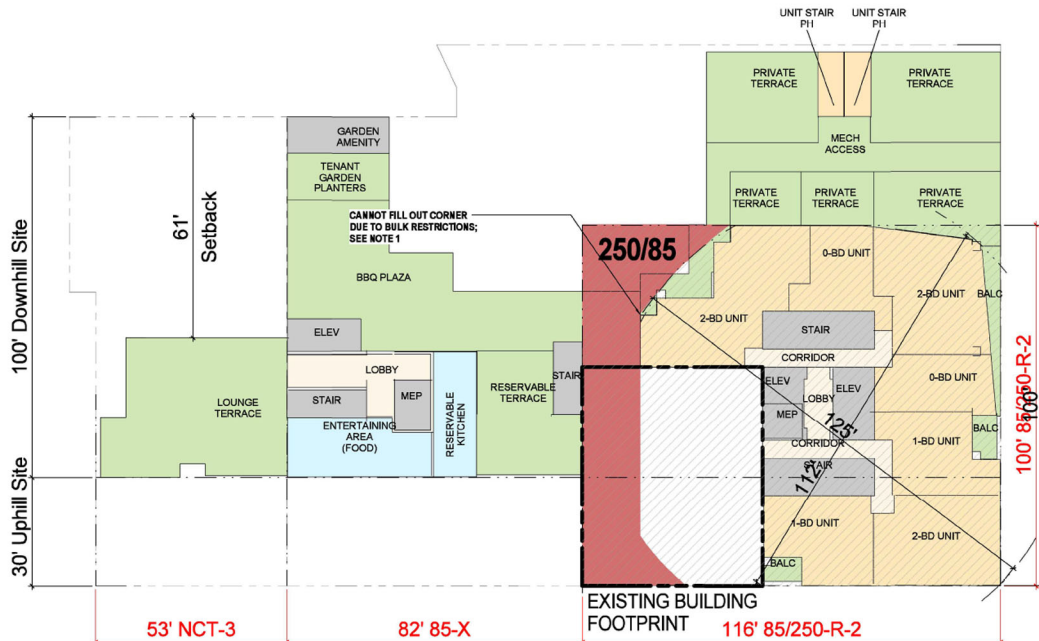 UNIT STAIR
PH
UNIT STAIR
PH
PRIVATE
TERRACE
PRIVATE
TERRACE
MECH
ACCESS
GARDEN
AMENITY
TENANT
GARDEN
PLANTERS
PRIVATE
TERRACE
PRIVATE
TERRACE
PRIVATE
TERRACE
CANNOT FILL OUT CORNER
DUE TO BULK RESTRICTIONS;
SEE NOTE 1
61'
Setback
100' Downhill Site
250/85
0-BD UNIT
BBQ PLAZA
2-BD UNIT
BALC
2-BD UNIT
ELEV
STAIR
CORRIDOR
LOBBY
STAIR
ELEV
ELEV
0-BD UNIT
RESERVABLE
TERRACE
MEP
LOBBY
LOUNGE
TERRACE
STAIR
MEP
125'
100'
100' 85/250-R-2
ENTERTAINING
AREA
(FOOD)
RESERVABLE
KITCHEN
BALC
1-BD UNIT
CORRIDOR
STAIR
112'
30' Uphill Site
1-BD UNIT
2-BD UNIT
BALC
EXISTING BUILDING
FOOTPRINT
53' NCT-3
82' 85-X
116' 85/250-R-2